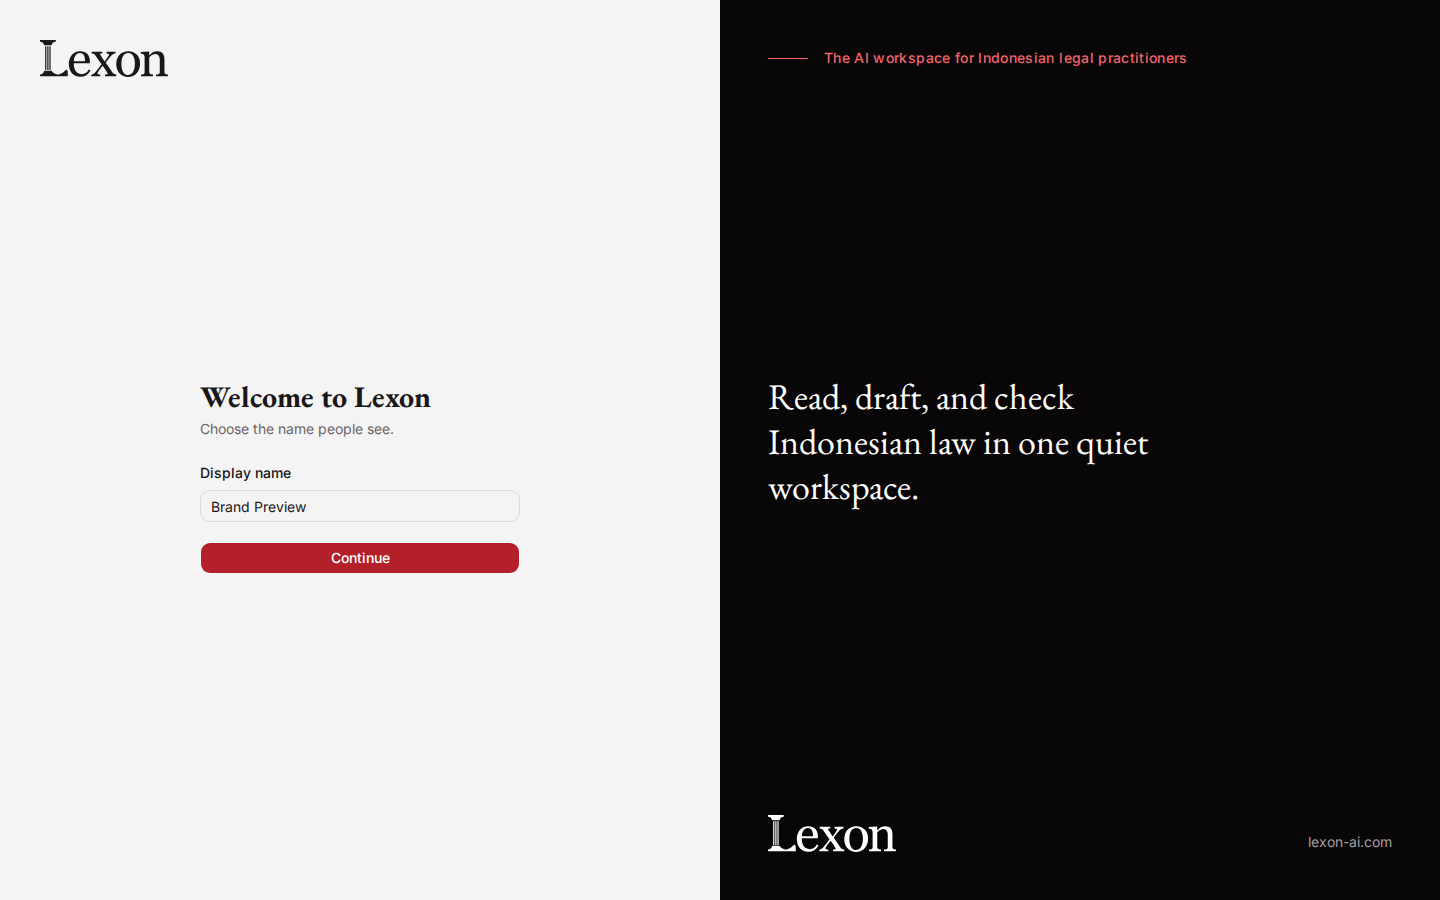 Lexon
Welcome to Lexon
Choose the name people see.
Display name
Brand Preview
Continue
The AI workspace for Indonesian legal practitioners
Read, draft, and check
Indonesian law in one quiet
workspace.
Lexon
lexon-ai.com